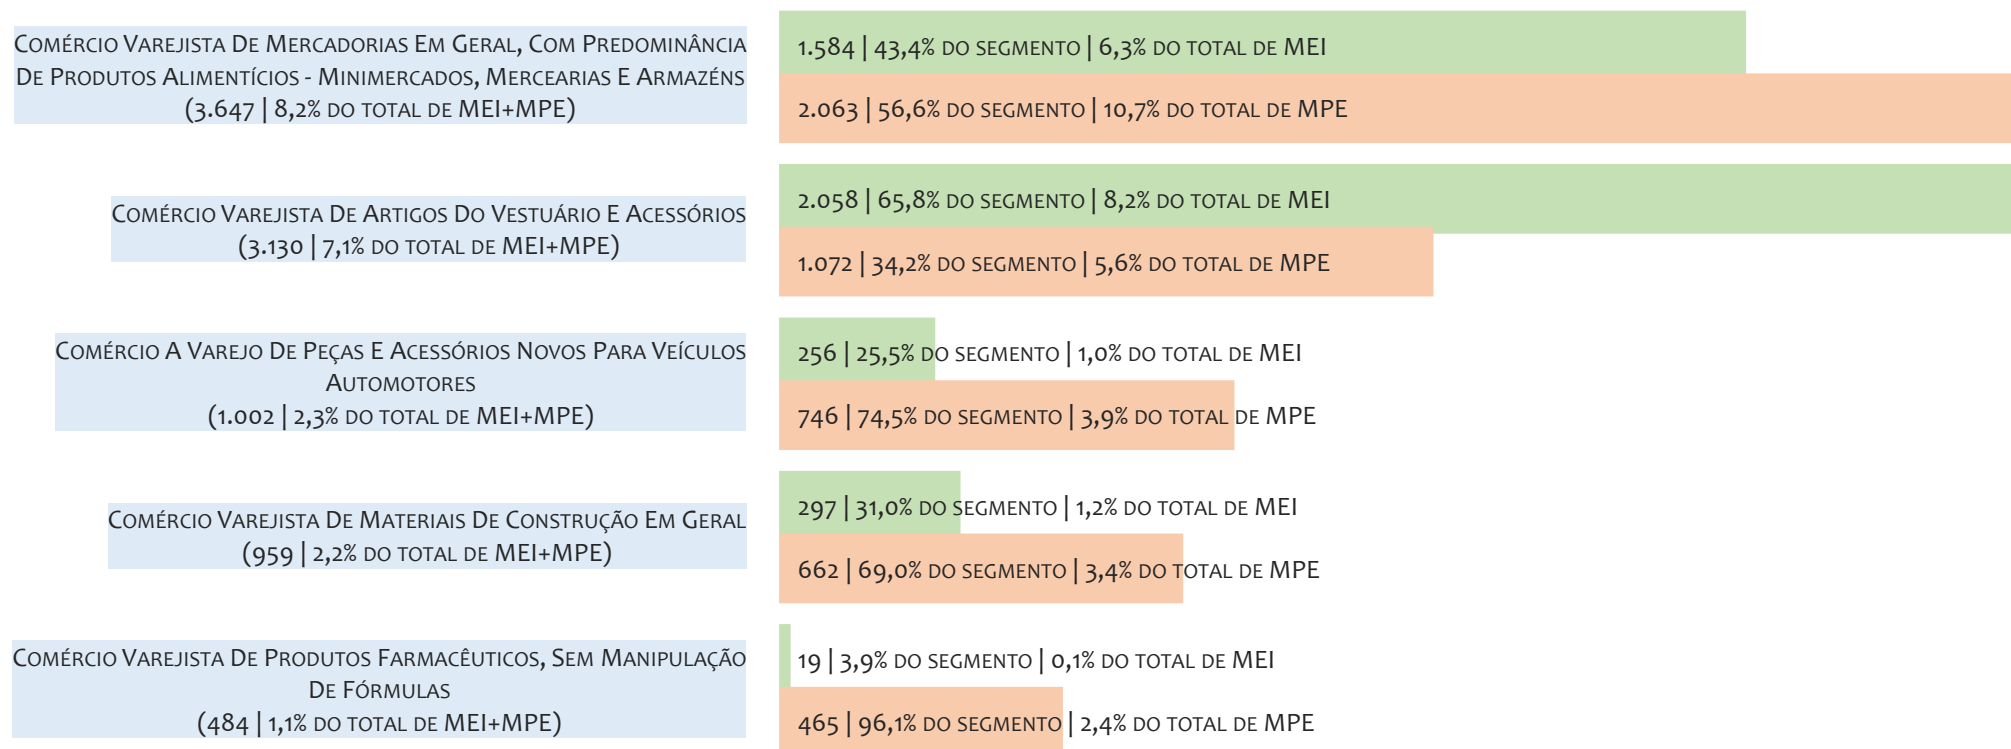 Comércio Varejista De Mercadorias Em Geral, Com Predominância
De Produtos Alimentícios - Minimercados, Mercearias E Armazéns
(3.647 | 8,2% do total de MEI+MPE)
1.584 | 43,4% do segmento | 6,3% do total de MEI
2.063 | 56,6% do segmento | 10,7% do total de MPE
Comércio Varejista De Artigos Do Vestuário E Acessórios
(3.130 | 7,1% do total de MEI+MPE)
2.058 | 65,8% do segmento | 8,2% do total de MEI
1.072 | 34,2% do segmento | 5,6% do total de MPE
Comércio A Varejo De Peças E Acessórios Novos Para Veículos
Automotores
(1.002 | 2,3% do total de MEI+MPE)
256 | 25,5% do segmento | 1,0% do total de MEI
746 | 74,5% do segmento | 3,9% do total de MPE
Comércio Varejista De Materiais De Construção Em Geral
(959 | 2,2% do total de MEI+MPE)
297 | 31,0% do segmento | 1,2% do total de MEI
662 | 69,0% do segmento | 3,4% do total de MPE
Comércio Varejista De Produtos Farmacêuticos, Sem Manipulação
De Fórmulas
(484 | 1,1% do total de MEI+MPE)
19 | 3,9% do segmento | 0,1% do total de MEI
465 | 96,1% do segmento | 2,4% do total de MPE